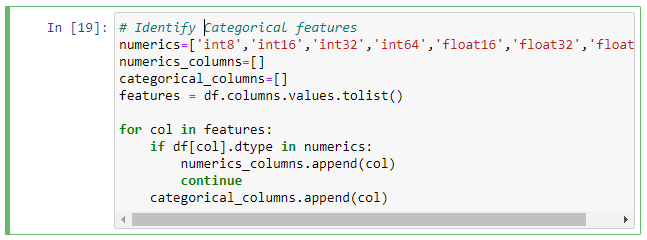 In [19]:
# Identify Categorical features
numerics=['int8','int16','int32','int64','float16','float32','float
numerics_columns=[]
categorical_columns=[]
features = df.columns.values.tolist()
for col in features:
    if df[col].dtype in numerics:
        numerics_columns.append(col)
        continue
    categorical_columns.append(col)